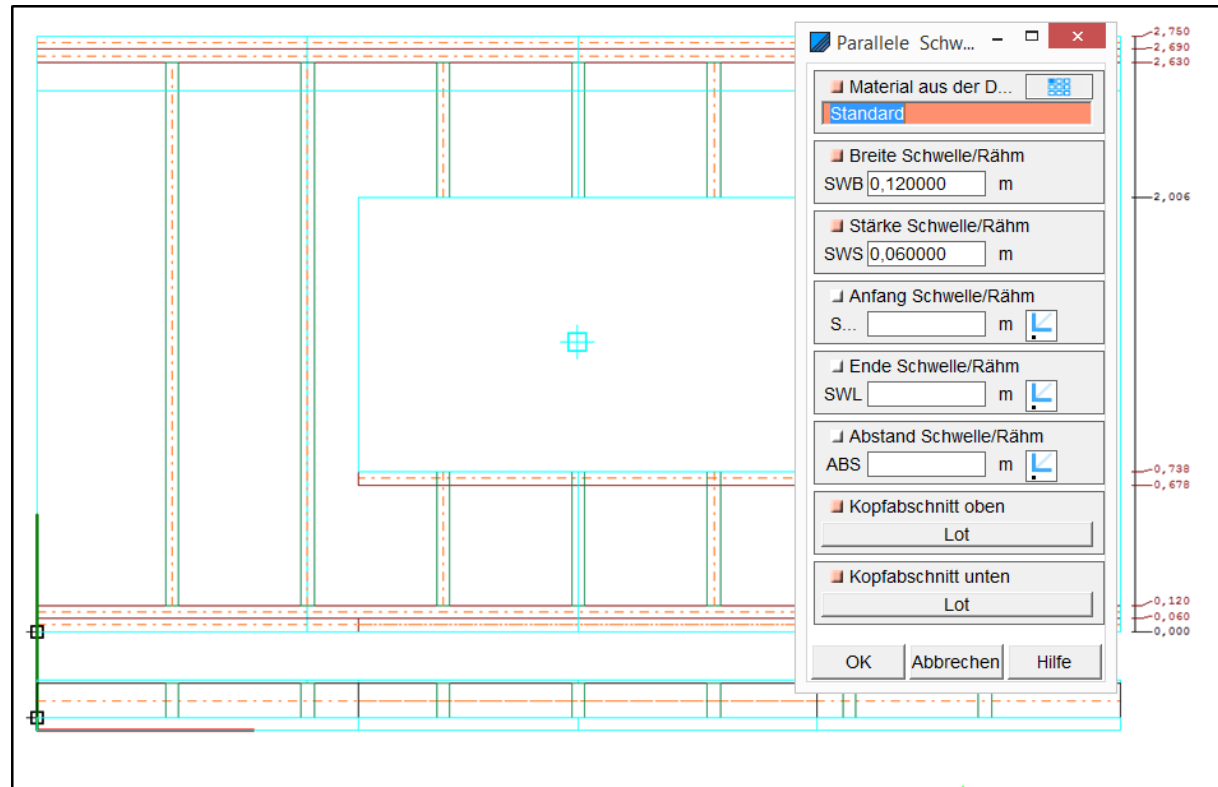 Parallele Schw...
Material aus der D...
Standard
Breite Schwelle/Rähm
SWB 0,120000 m
Stärke Schwelle/Rähm
SWS 0,060000 m
Anfang Schwelle/Rähm
S... m
Ende Schwelle/Rähm
SWL m
Abstand Schwelle/Rähm
ABS m
Kopfabschnitt oben
Lot
Kopfabschnitt unten
Lot
OK Abbrechen Hilfe
2,750
2,690
2,630
2,006
0,738
0,678
0,120
0,060
0,000